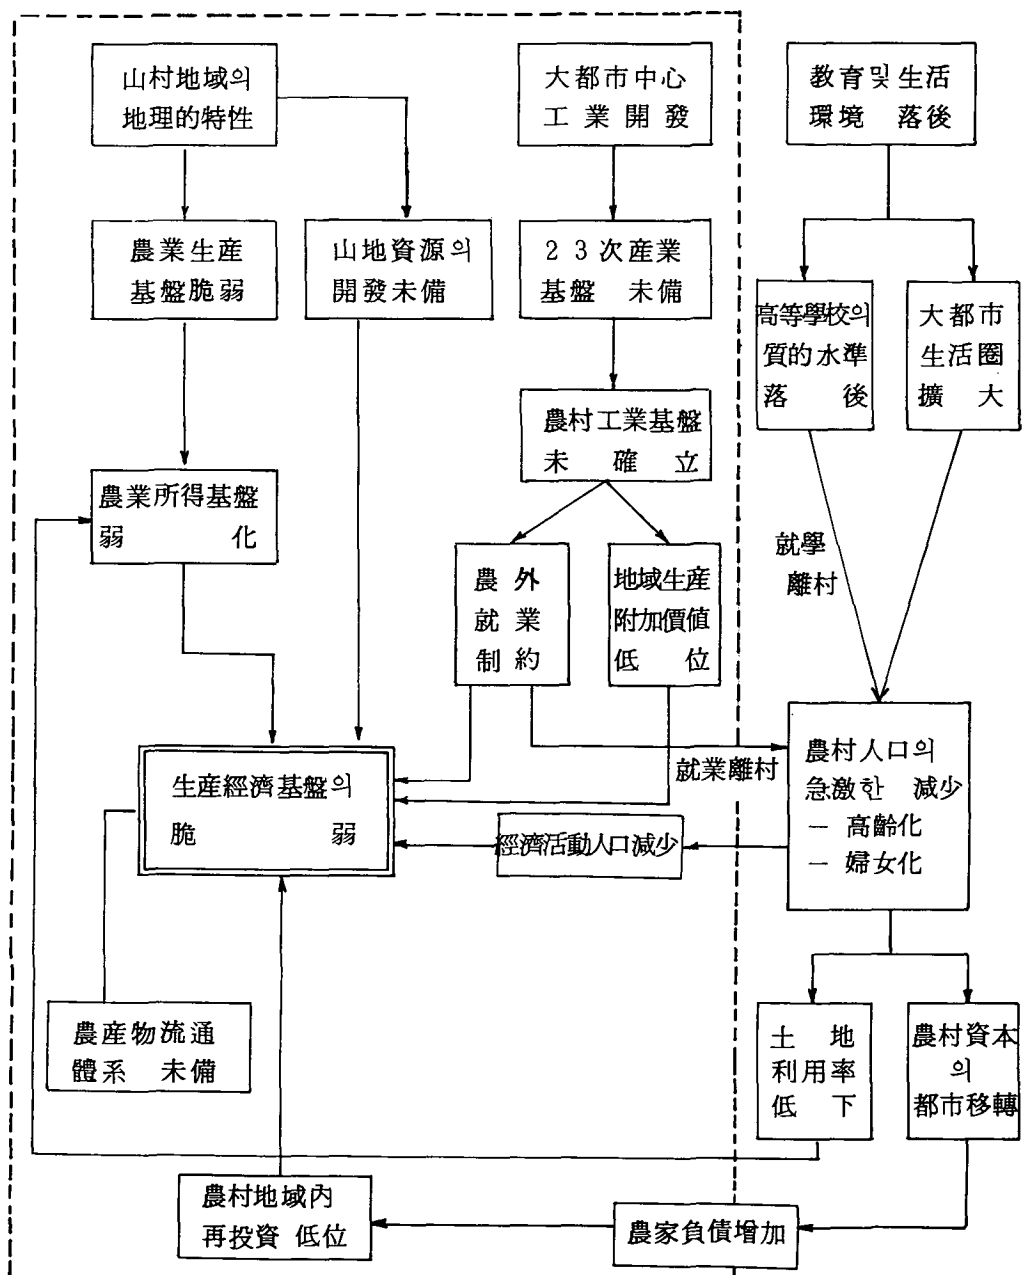 山村地域의
地理的特性
大都市中心
工業開發
教育및生活
環境 落後
農業生産
基盤脆弱
山地資源의
開發未備
2 3次産業
基盤 未備
高等學校의
質的水準
落後
大都市
生活圈
擴大
農村工業基盤
未確立
農業所得基盤
弱化
農外
就業
制約
地域生産
附加價値
低位
就學
離村
生産經濟基盤의
脆弱
就業離村
農村人口의
急激한 減少
— 高齡化
— 婦女化
經濟活動人口減少
農産物流通
體系 未備
土地
利用率
低下
農村資本
의
都市移轉
農村地域內
再投資 低位
農家負債增加